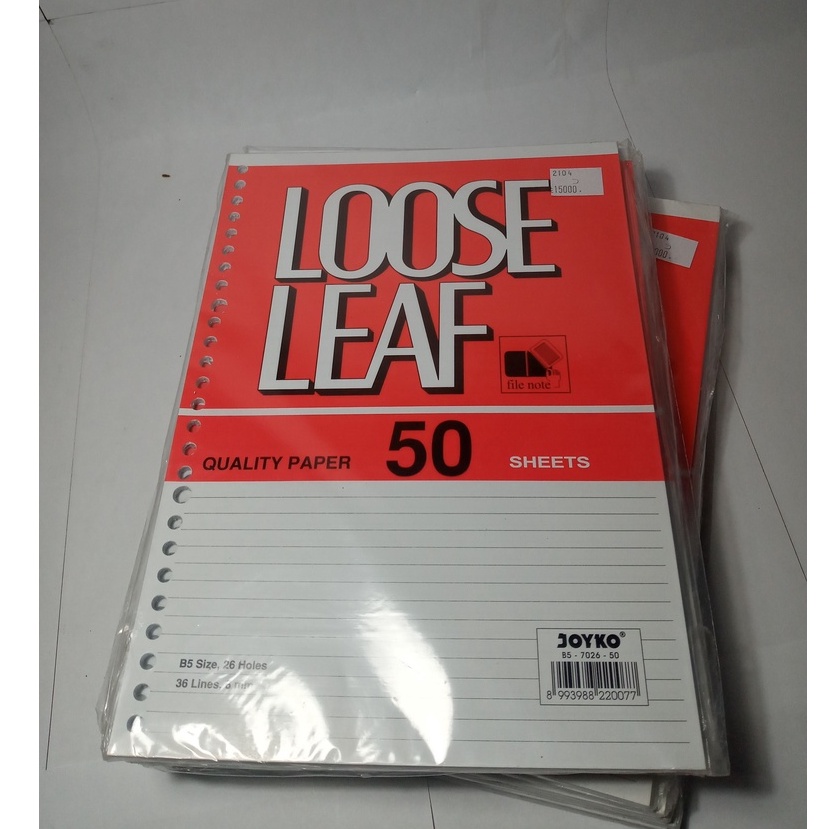 2104
15000.
LOOSE
LEAF
file note
QUALITY PAPER 50 SHEETS
B5 Size, 26 Holes
36 Lines,
JOYKO®
B5 - 7026 - 50
8 993988 220077